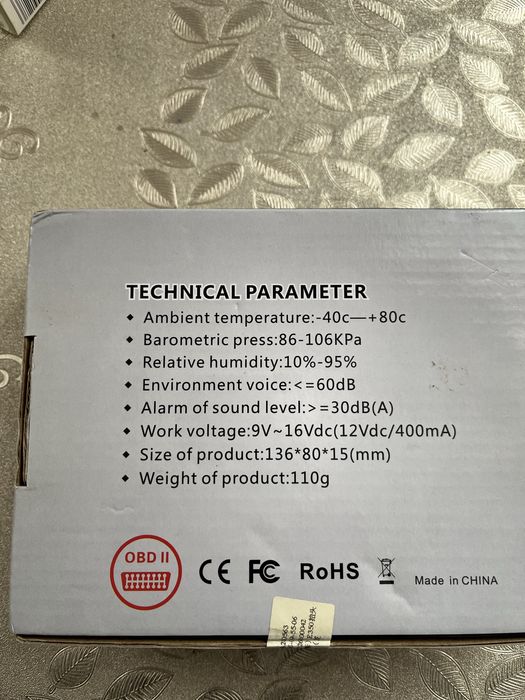 TECHNICAL PARAMETER
Ambient temperature:-40c—+80c
Barometric press:86-106KPa
Relative humidity:10%-95%
Environment voice:<=60dB
Alarm of sound level:>=30dB(A)
Work voltage:9V~16Vdc(12Vdc/400mA)
Size of product:136*80*15(mm)
Weight of product:110g
OBD II
CE FC RoHS
Made in CHINA